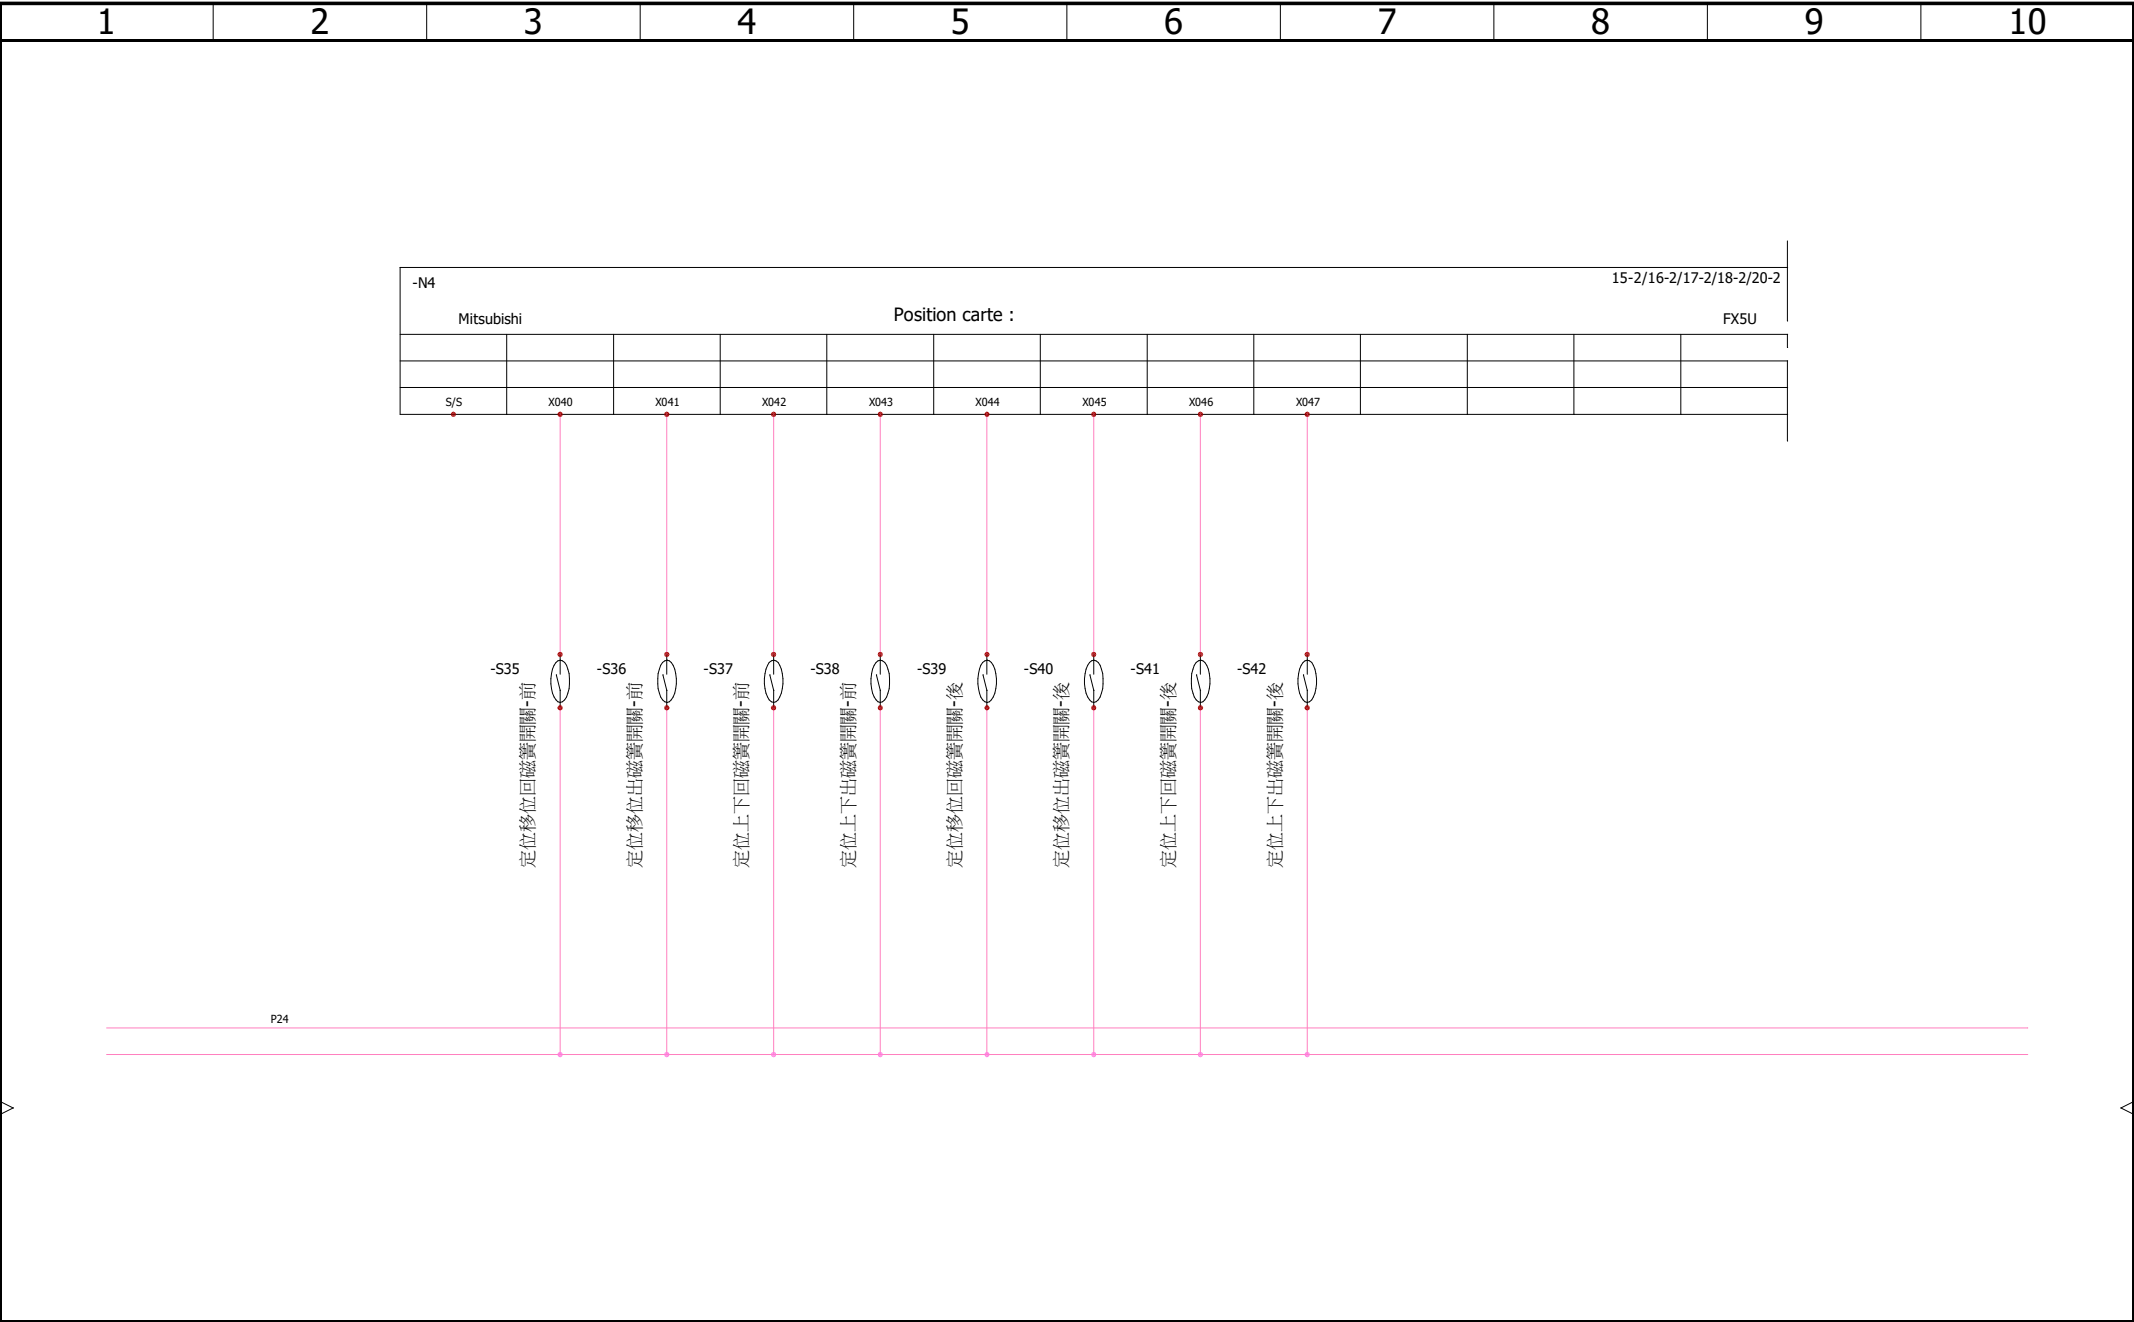 1 2 3 4 5 6 7 8 9 10
-N4 15-2/16-2/17-2/18-2/20-2
Mitsubishi Position carte : FX5U
S/S X040 X041 X042 X043 X044 X045 X046 X047
-S35 -S36 -S37 -S38 -S39 -S40 -S41 -S42
定位移位回磁簧開關-前
定位移位出磁簧開關-前
定位上下回磁簧開關-前
定位上下出磁簧開關-前
定位移位回磁簧開關-後
定位移位出磁簧開關-後
定位上下回磁簧開關-後
定位上下出磁簧開關-後
P24